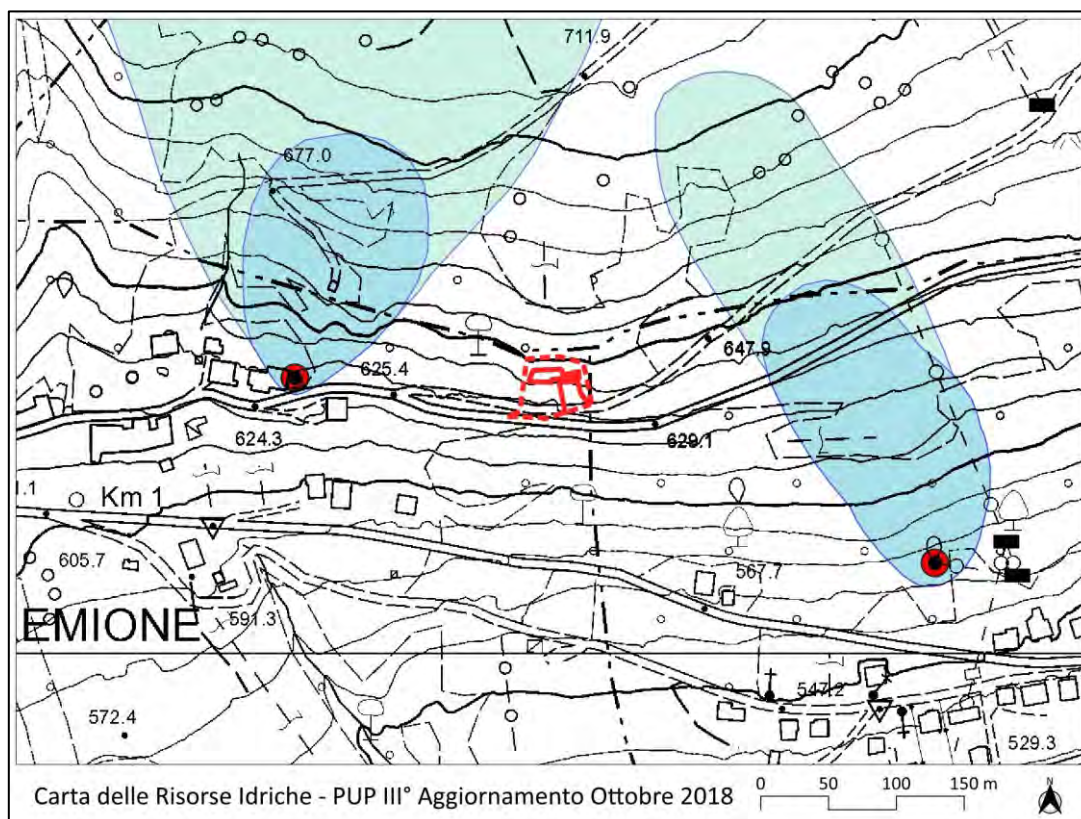 711.9
677.0
647.9
625.4
624.3
629.1
.1
Km 1
605.7
567.7
EMIONE
591.3
547.2
572.4
529.3
Carta delle Risorse Idriche - PUP III° Aggiornamento Ottobre 2018
0 50 100 150 m
N